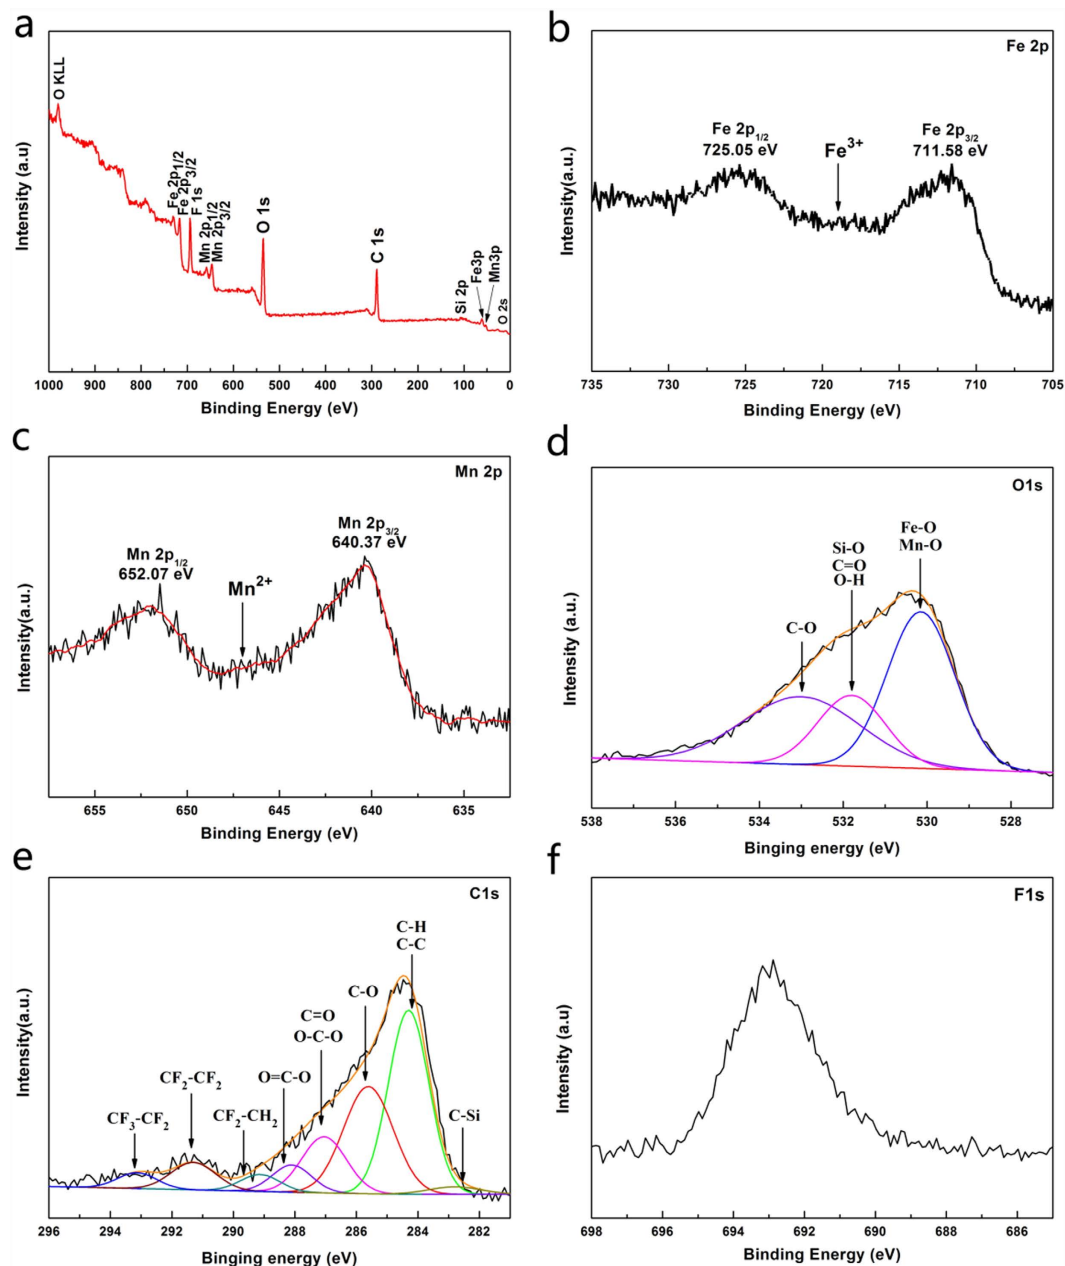 a
O KLL
Fe 2p1/2
Fe 2p3/2
F 1s
Mn 2p1/2
Mn 2p3/2
O 1s
C 1s
Si 2p
Fe3p
Mn3p
O 2s
Intensity (a.u)
1000 900 800 700 600 500 400 300 200 100 0
Binding Energy (eV)
b
Fe 2p
Fe 2p1/2
725.05 eV
Fe3+
Fe 2p3/2
711.58 eV
Intensity(a.u.)
735 730 725 720 715 710 705
Binding Energy (eV)
c
Mn 2p
Mn 2p3/2
640.37 eV
Mn 2p1/2
652.07 eV
Mn2+
Intensity(a.u.)
655 650 645 640 635
Binding Energy (eV)
d
O1s
Fe-O
Mn-O
Si-O
C=O
O-H
C-O
Intensity (a.u.)
538 536 534 532 530 528
Binging energy (eV)
e
C1s
C-H
C-C
C-O
C=O
O-C-O
O=C-O
CF2-CF2
CF3-CF2
CF2-CH2
C-Si
Intensity(a.u.)
296 294 292 290 288 286 284 282
Binging energy (eV)
f
F1s
Intensity (a.u)
698 696 694 692 690 688 686
Binding Energy (eV)